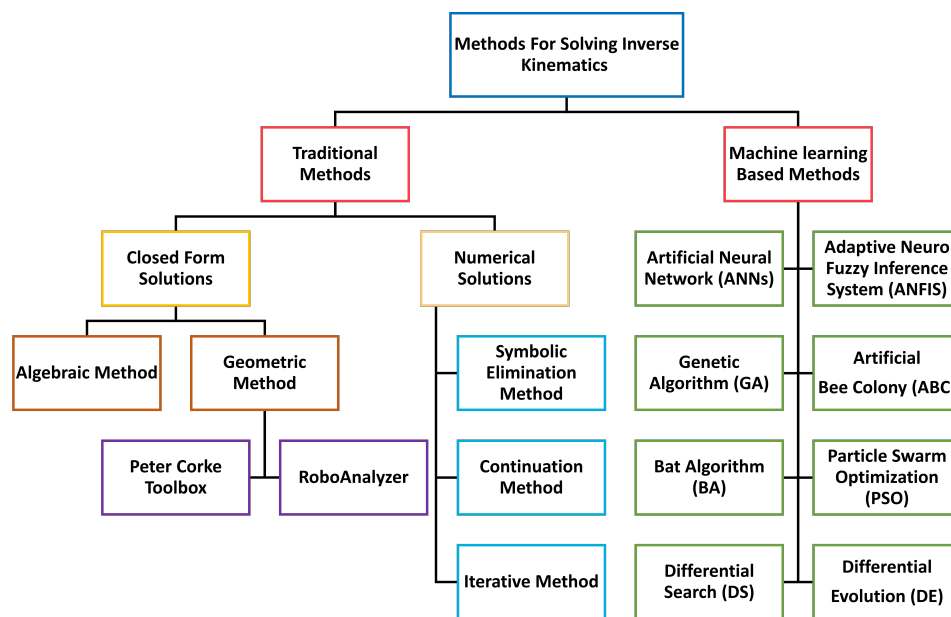 Methods For Solving Inverse
Kinematics
Traditional
Methods
Machine learning
Based Methods
Closed Form
Solutions
Numerical
Solutions
Artificial Neural
Network (ANNs)
Adaptive Neuro
Fuzzy Inference
System (ANFIS)
Algebraic Method
Geometric
Method
Symbolic
Elimination
Method
Genetic
Algorithm (GA)
Artificial
Bee Colony (ABC
Peter Corke
Toolbox
RoboAnalyzer
Continuation
Method
Bat Algorithm
(BA)
Particle Swarm
Optimization
(PSO)
Iterative Method
Differential
Search (DS)
Differential
Evolution (DE)